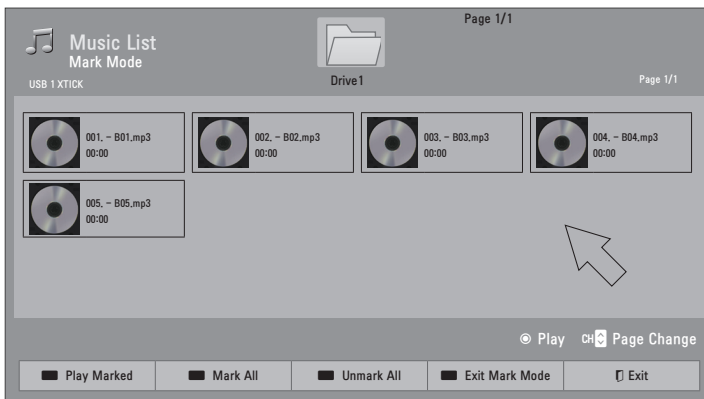 Page 1/1
Music List
Mark Mode
USB 1 XTICK
Drive1
Page 1/1
001. - B01.mp3
00:00
002. - B02.mp3
00:00
003. - B03.mp3
00:00
004. - B04.mp3
00:00
005. - B05.mp3
00:00
Play CH Page Change
Play Marked Mark All Unmark All Exit Mark Mode Exit